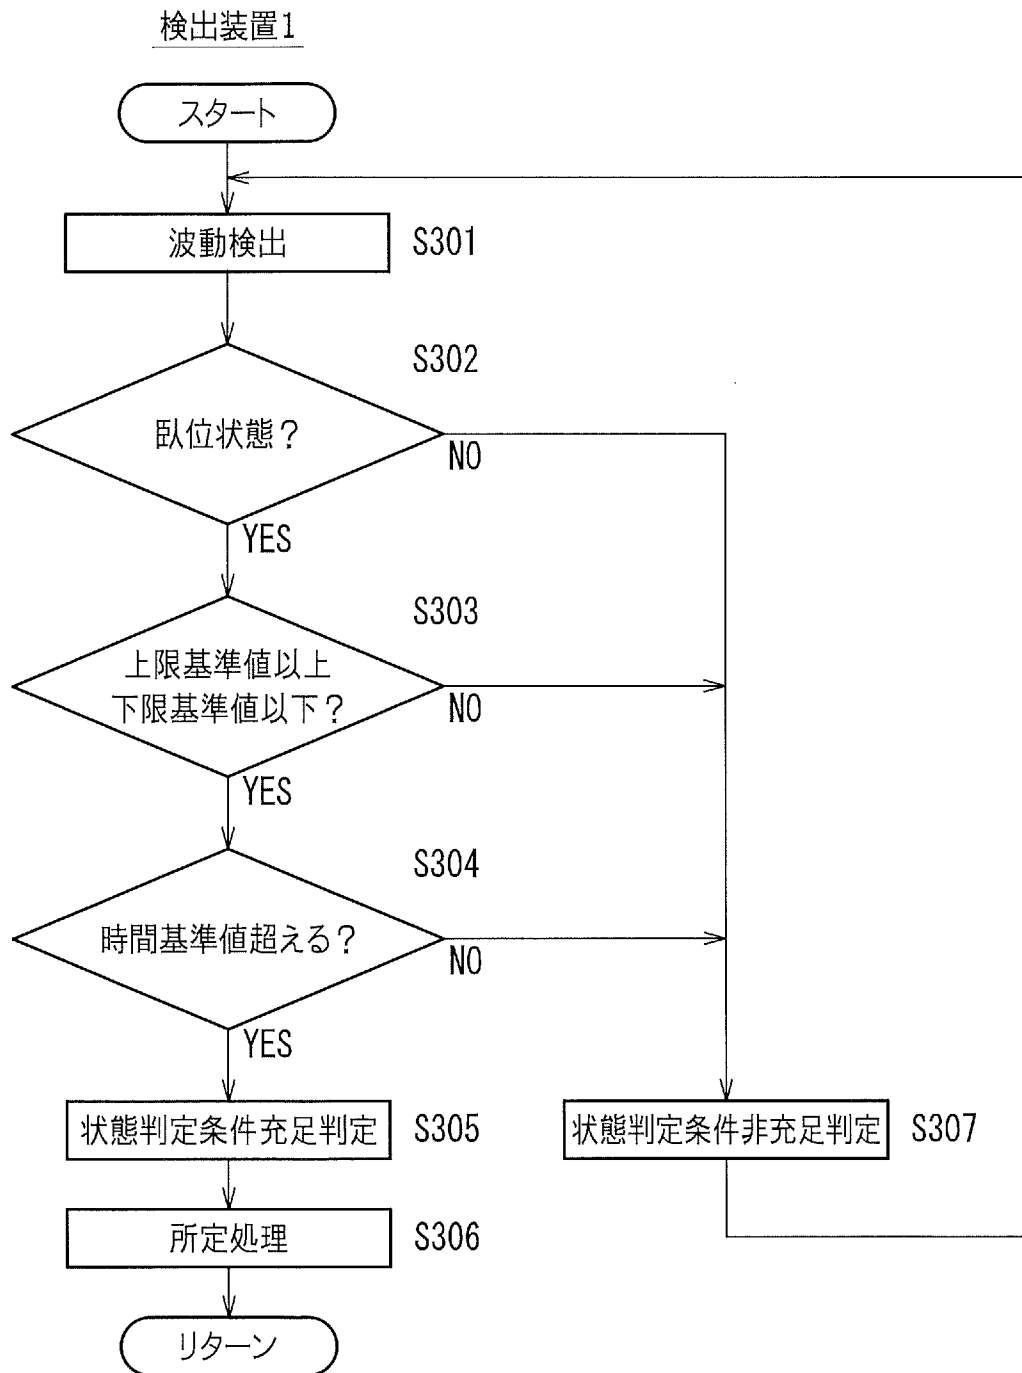 検出装置1
スタート
波動検出
S301
S302
臥位状態？
NO
YES
S303
上限基準値以上
下限基準値以下？
NO
YES
S304
時間基準値超える？
NO
YES
状態判定条件充足判定
S305
状態判定条件非充足判定
S307
所定処理
S306
リターン